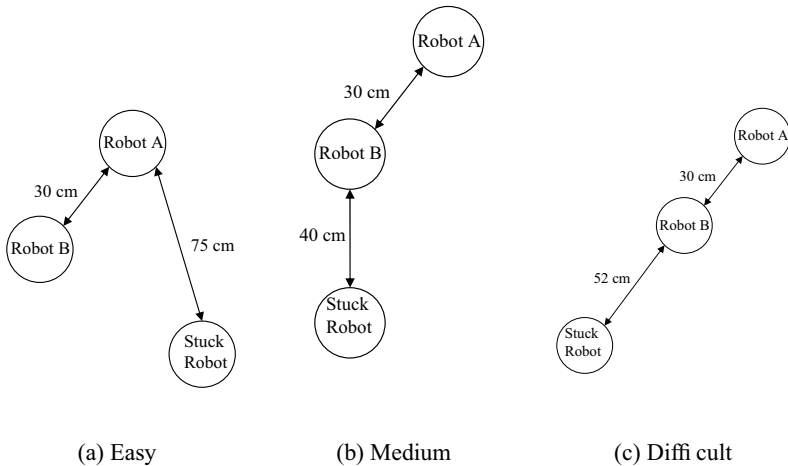 Robot A
30 cm
Robot B
75 cm
Stuck
Robot
(a) Easy
Robot A
30 cm
Robot B
40 cm
Stuck
Robot
(b) Medium
Robot A
30 cm
Robot B
52 cm
Stuck
Robot
(c) Diffi cult